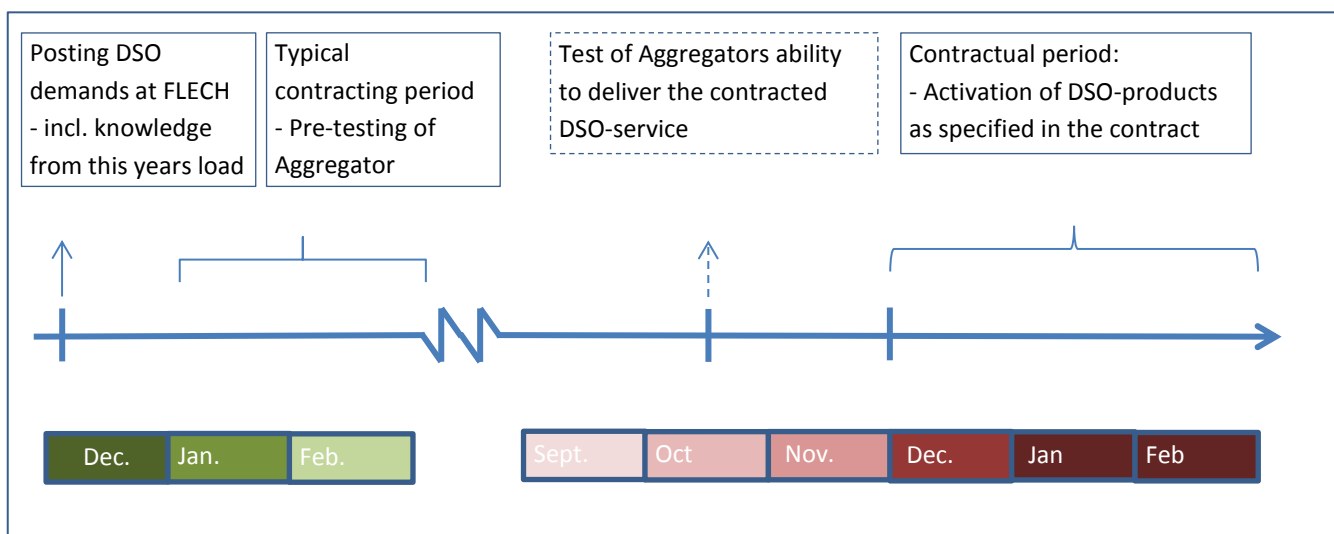 Posting DSO
demands at FLECH
- incl. knowledge
from this years load
Typical
contracting period
- Pre-testing of
Aggregator
Test of Aggregators ability
to deliver the contracted
DSO-service
Contractual period:
- Activation of DSO-products
as specified in the contract
Dec.
Jan.
Feb.
Sept.
Oct
Nov.
Dec.
Jan
Feb